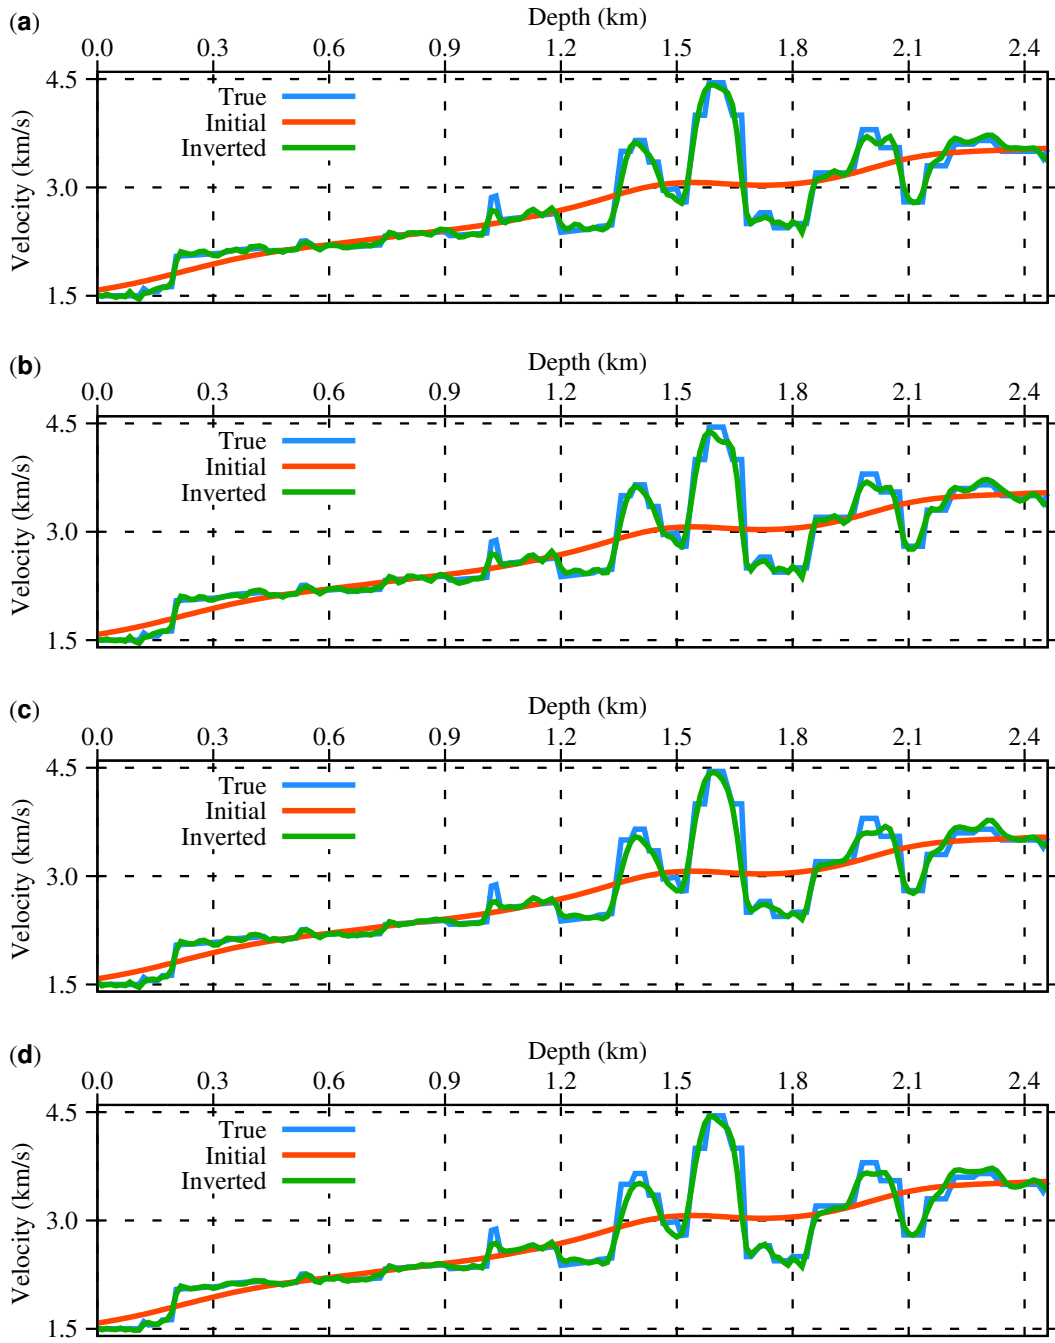 (a)
Depth (km)
0.0 0.3 0.6 0.9 1.2 1.5 1.8 2.1 2.4
4.5
True
Initial
Inverted
3.0
Velocity (km/s)
1.5
(b)
Depth (km)
0.0 0.3 0.6 0.9 1.2 1.5 1.8 2.1 2.4
4.5
True
Initial
Inverted
3.0
Velocity (km/s)
1.5
(c)
Depth (km)
0.0 0.3 0.6 0.9 1.2 1.5 1.8 2.1 2.4
4.5
True
Initial
Inverted
3.0
Velocity (km/s)
1.5
(d)
Depth (km)
0.0 0.3 0.6 0.9 1.2 1.5 1.8 2.1 2.4
4.5
True
Initial
Inverted
3.0
Velocity (km/s)
1.5